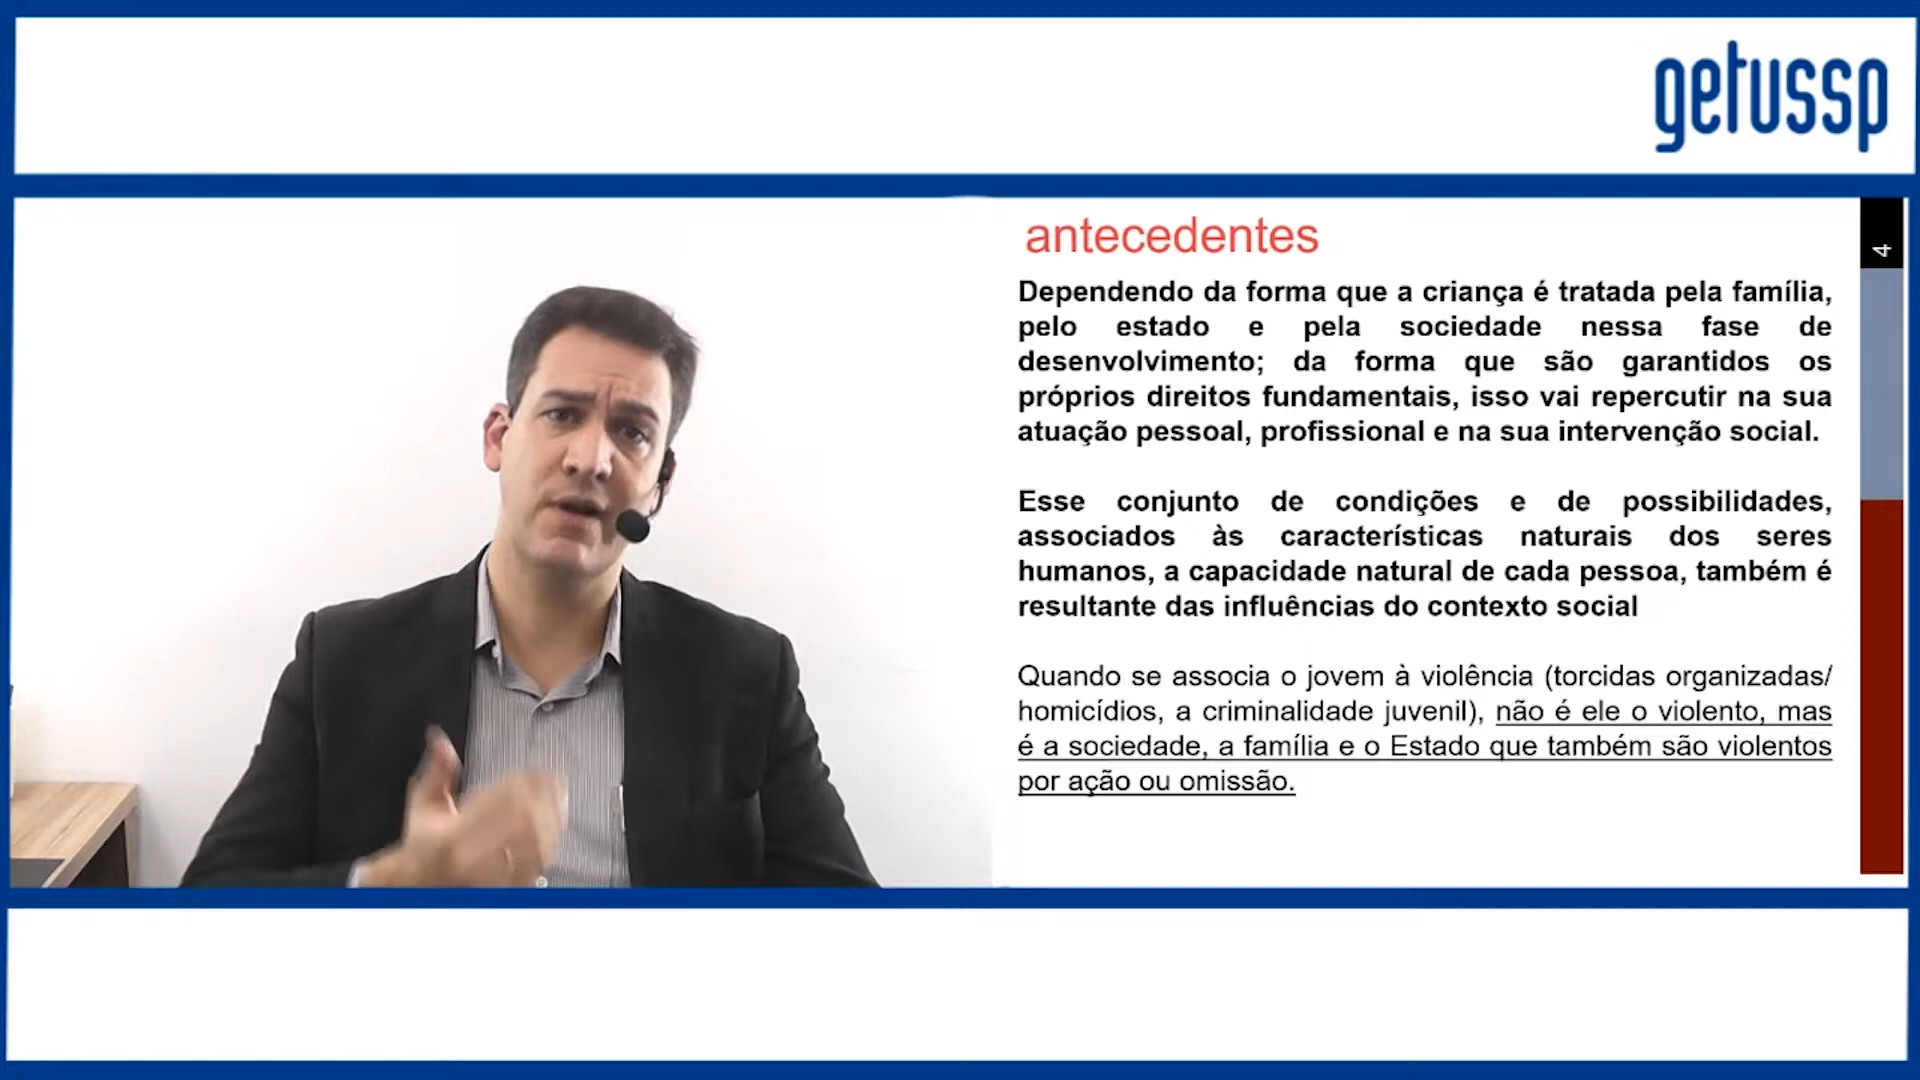 getussp
antecedentes
4
Dependendo da forma que a criança é tratada pela família,
pelo estado e pela sociedade nessa fase de
desenvolvimento; da forma que são garantidos os
próprios direitos fundamentais, isso vai repercutir na sua
atuação pessoal, profissional e na sua intervenção social.
Esse conjunto de condições e de possibilidades,
associados às características naturais dos seres
humanos, a capacidade natural de cada pessoa, também é
resultante das influências do contexto social
Quando se associa o jovem à violência (torcidas organizadas/
homicídios, a criminalidade juvenil), não é ele o violento, mas
é a sociedade, a família e o Estado que também são violentos
por ação ou omissão.